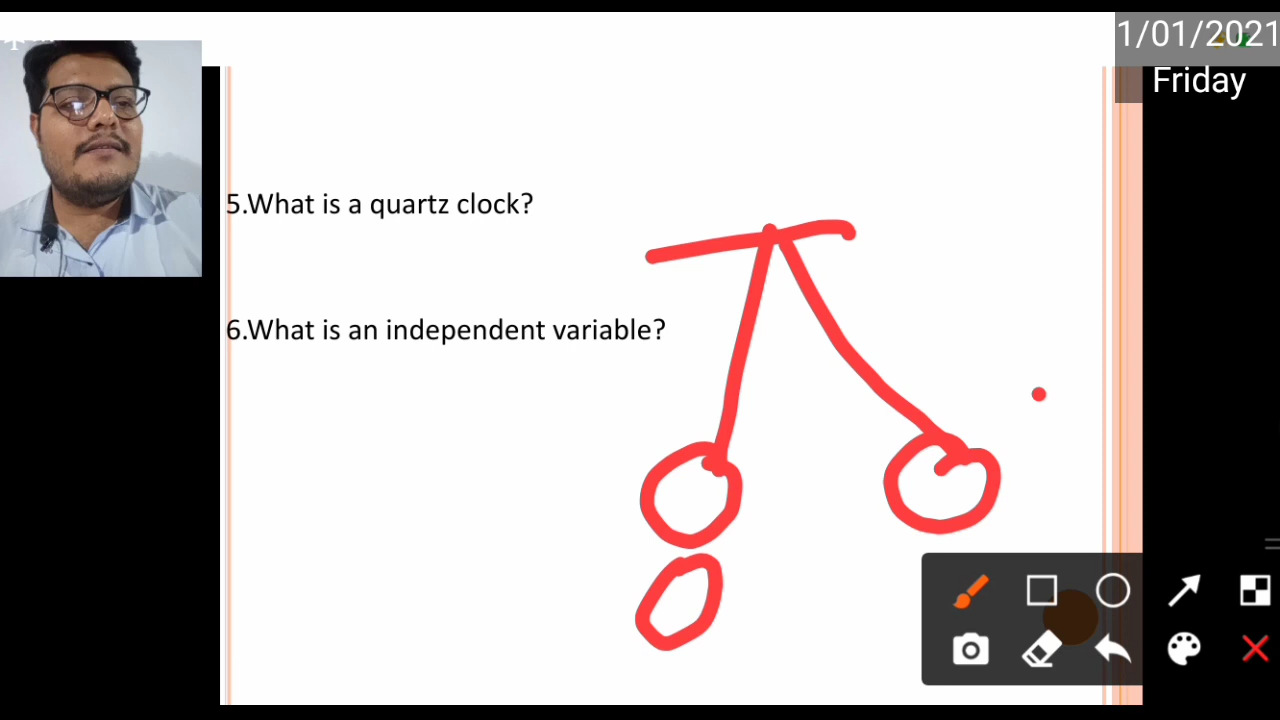 1/01/2021
Friday
5.What is a quartz clock?
6.What is an independent variable?